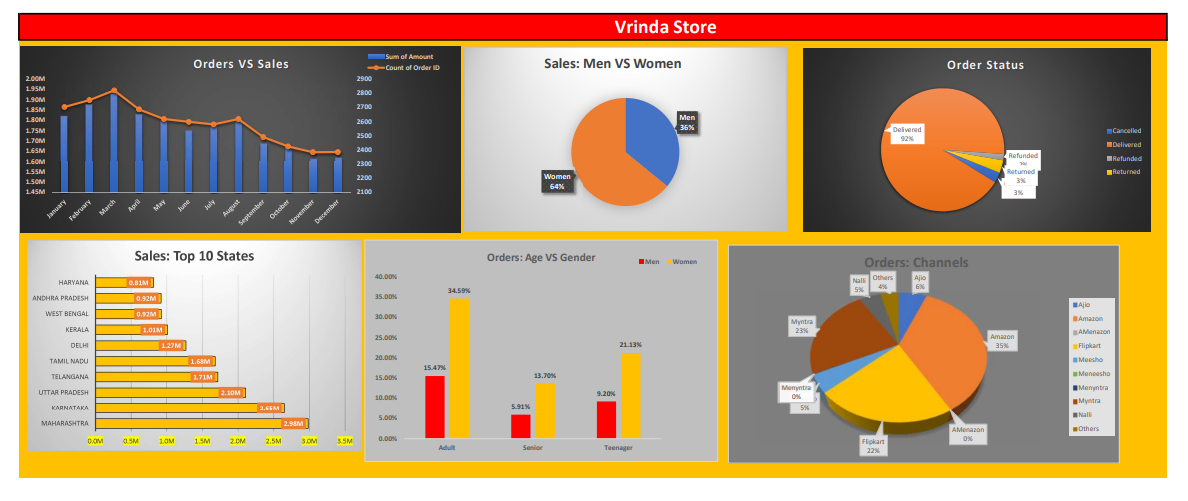 Vrinda Store
Orders VS Sales
Sum of Amount
Count of Order ID
2.00M
1.95M
1.90M
1.85M
1.80M
1.75M
1.70M
1.65M
1.60M
1.55M
1.50M
1.45M
2900
2800
2700
2600
2500
2400
2300
2200
2100
January
February
March
April
May
June
July
August
September
October
November
December
Sales: Men VS Women
Men
36%
Women
64%
Order Status
Delivered
92%
Refunded
Returned
3%
3%
Cancelled
Delivered
Refunded
Returned
Sales: Top 10 States
HARYANA
0.81M
ANDHRA PRADESH
0.92M
WEST BENGAL
0.92M
KERALA
1.01M
DELHI
1.27M
TAMIL NADU
1.68M
TELANGANA
1.71M
UTTAR PRADESH
2.10M
KARNATAKA
2.65M
MAHARASHTRA
2.98M
0.0M
0.5M
1.0M
1.5M
2.0M
2.5M
3.0M
3.5M
Orders: Age VS Gender
Men
Women
40.00%
35.00%
30.00%
25.00%
20.00%
15.00%
10.00%
5.00%
0.00%
15.47%
34.59%
5.91%
13.70%
9.20%
21.13%
Adult
Senior
Teenager
Orders: Channels
Nalli
5%
Others
4%
Ajio
6%
Myntra
23%
Amazon
35%
Menyntra
0%
5%
Flipkart
22%
AMenazon
0%
Ajio
Amazon
AMenazon
Flipkart
Meesho
Meneesho
Menyntra
Myntra
Nalli
Others